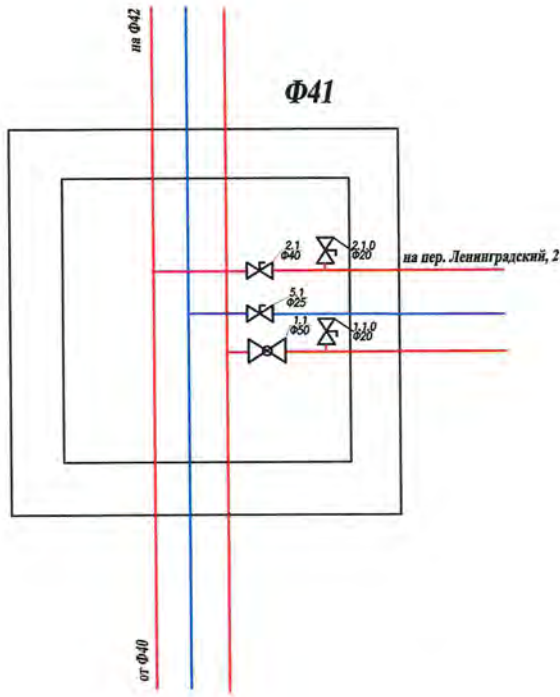 на Ф42
Ф41
2.1
Ф40
2.1.0
Ф20
на пер. Ленинградский, 2
5.1
Ф25
1.1
Ф50
1.1.0
Ф20
от Ф40